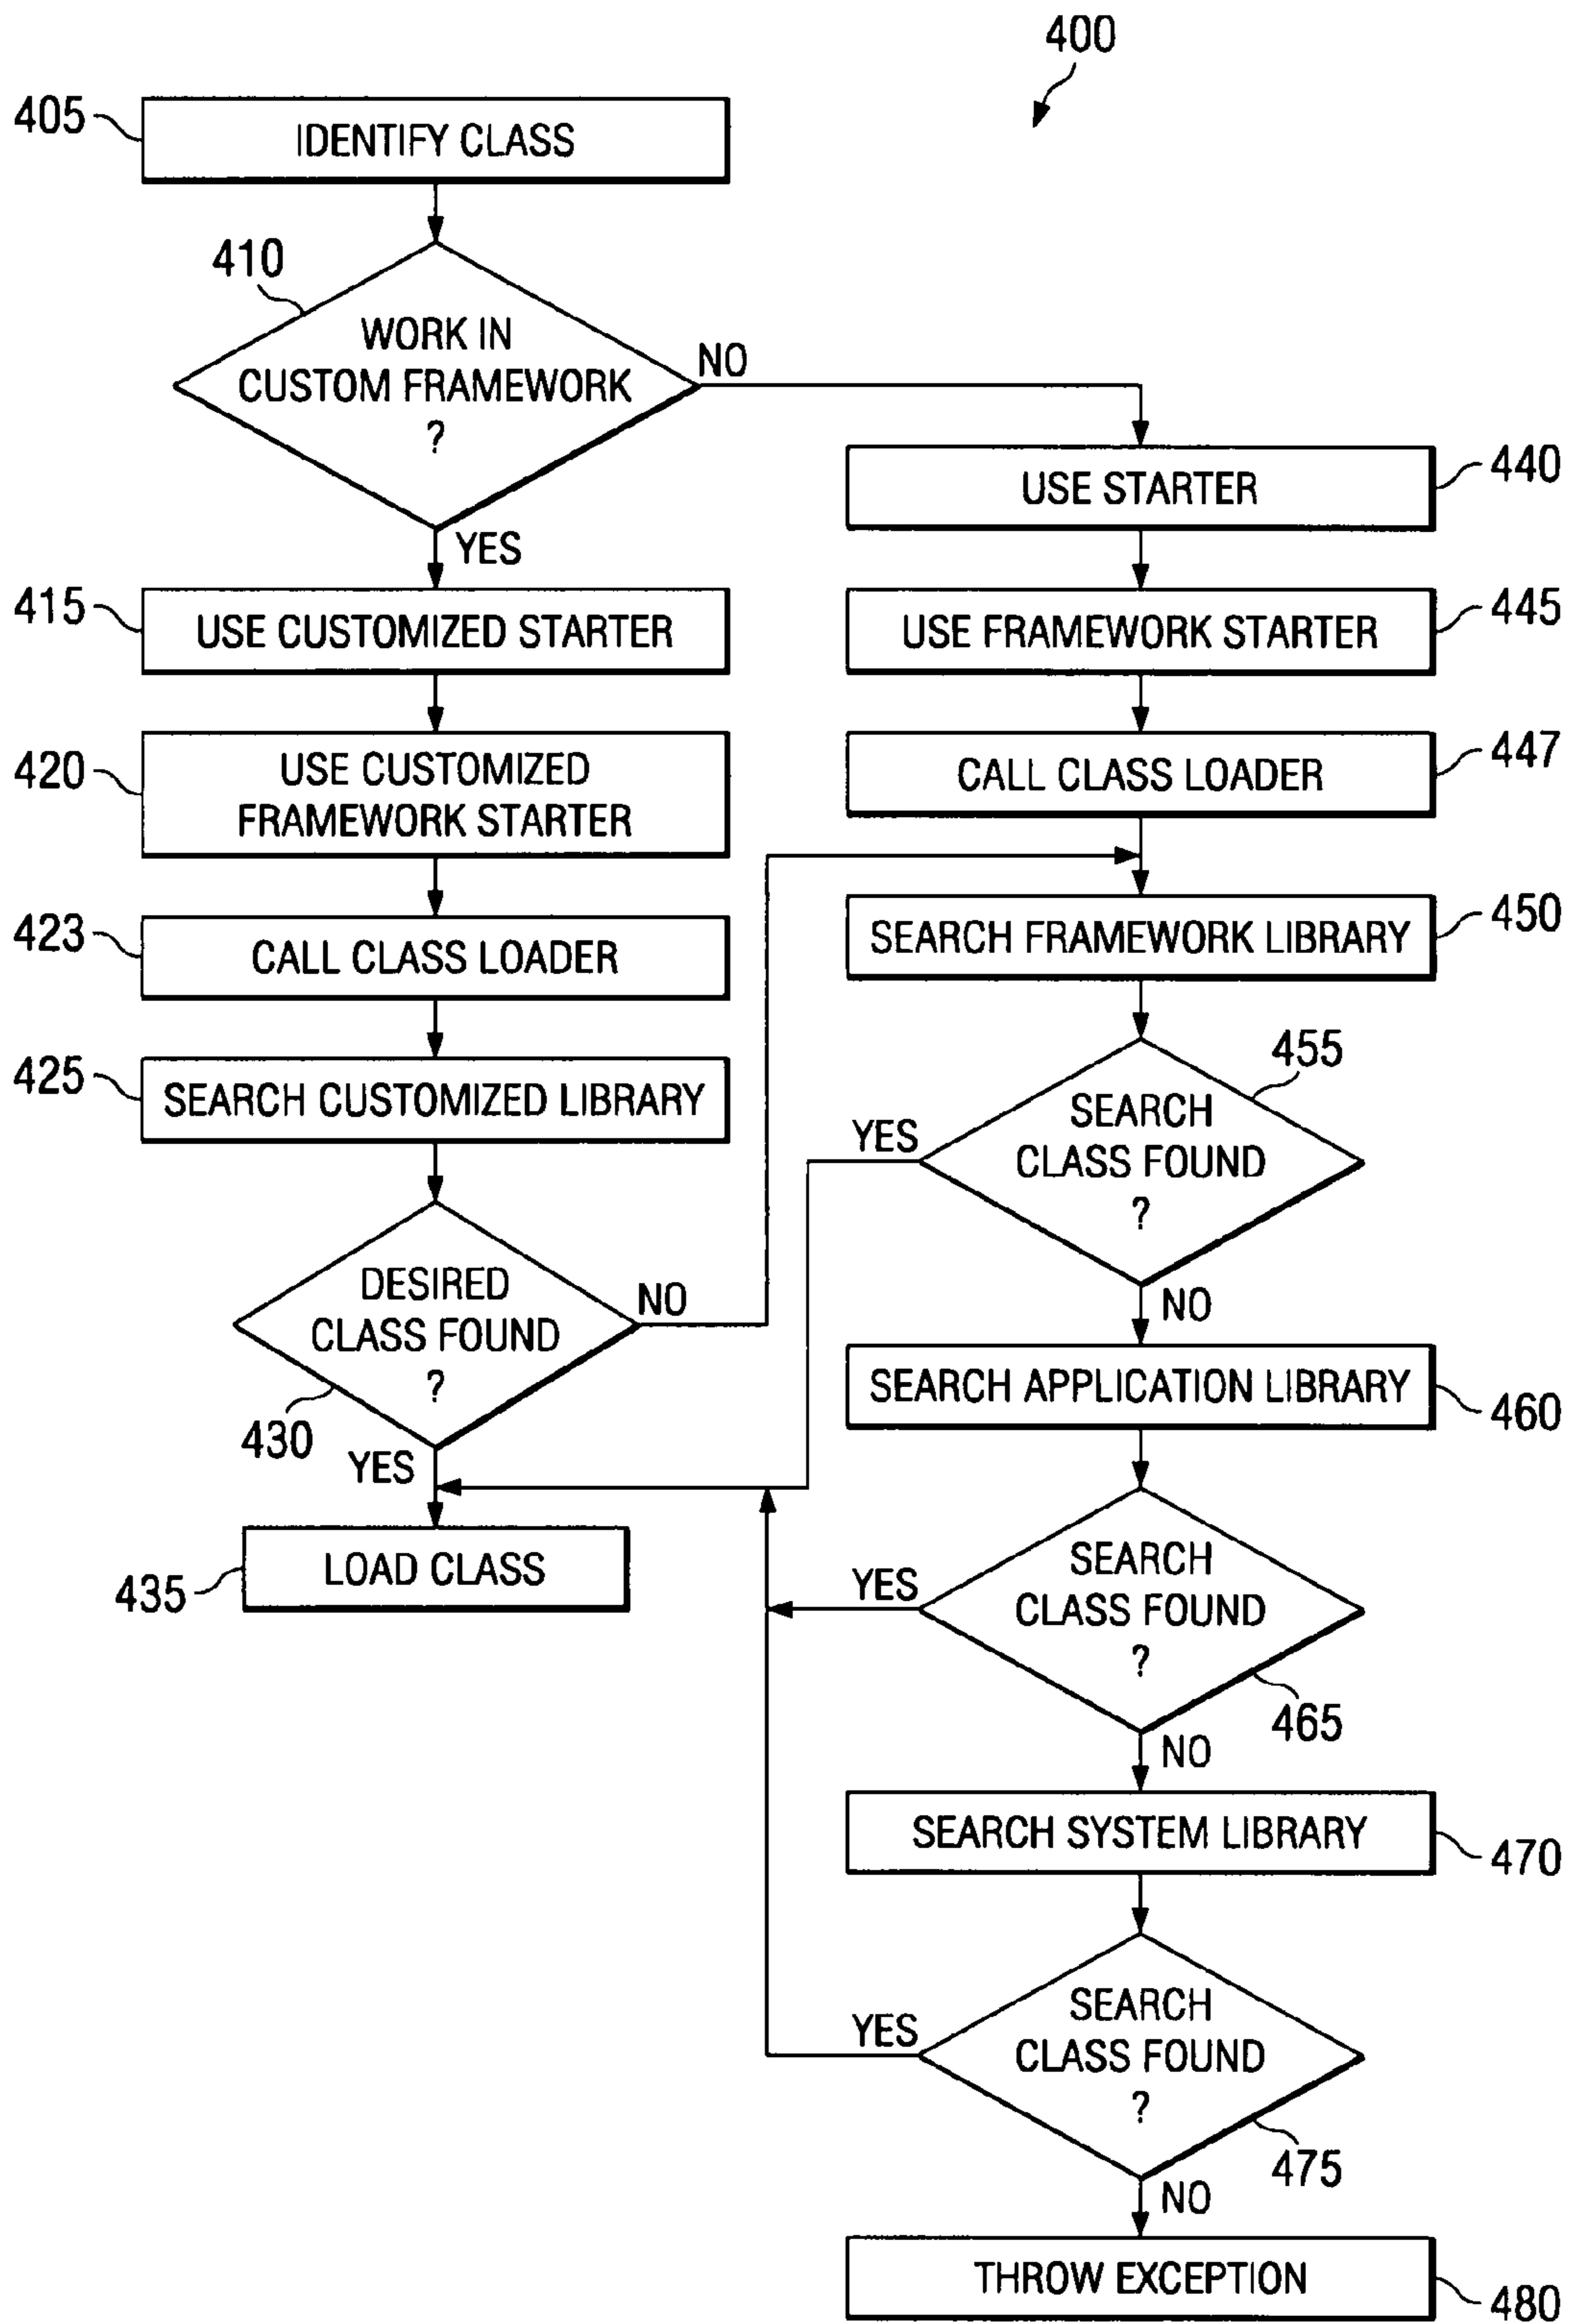 400
405
IDENTIFY CLASS
410
WORK IN
CUSTOM FRAMEWORK
?
NO
YES
415
USE CUSTOMIZED STARTER
420
USE CUSTOMIZED
FRAMEWORK STARTER
423
CALL CLASS LOADER
425
SEARCH CUSTOMIZED LIBRARY
DESIRED
CLASS FOUND
?
430
NO
YES
435
LOAD CLASS
440
USE STARTER
445
USE FRAMEWORK STARTER
447
CALL CLASS LOADER
450
SEARCH FRAMEWORK LIBRARY
455
SEARCH
CLASS FOUND
?
YES
NO
SEARCH APPLICATION LIBRARY
460
SEARCH
CLASS FOUND
?
YES
465
NO
SEARCH SYSTEM LIBRARY
470
SEARCH
CLASS FOUND
?
YES
475
NO
THROW EXCEPTION
480